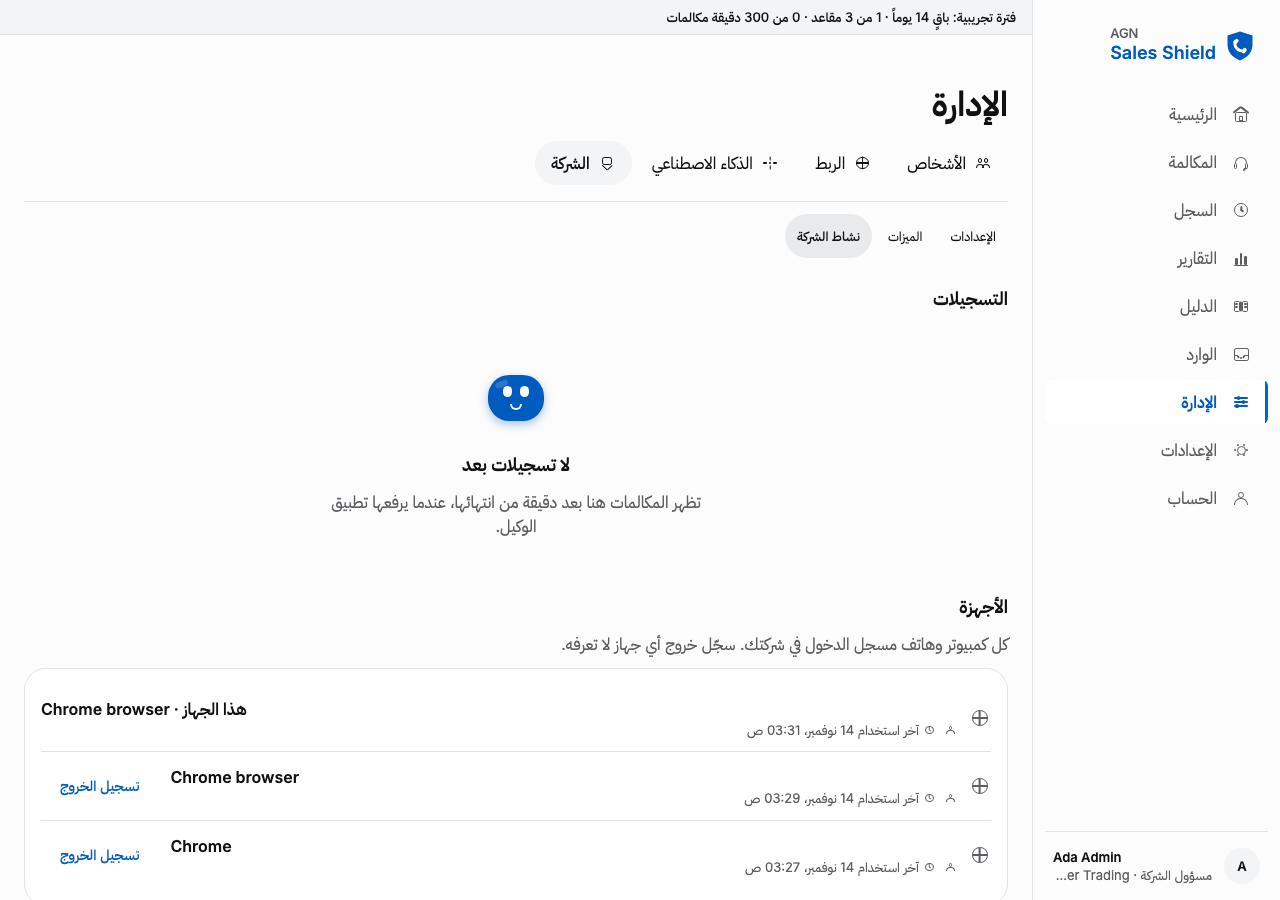 فترة تجريبية: باقٍ 14 يوماً · 1 من 3 مقاعد · 0 من 300 دقيقة مكالمات
AGN
Sales Shield
الرئيسية
المكالمة
السجل
التقارير
الدليل
الوارد
الإدارة
الإعدادات
الحساب
Ada Admin
مسؤول الشركة · er Trading...
A
الإدارة
الأشخاص
الربط
الذكاء الاصطناعي
الشركة
الإعدادات
الميزات
نشاط الشركة
التسجيلات
لا تسجيلات بعد
تظهر المكالمات هنا بعد دقيقة من انتهائها، عندما يرفعها تطبيق
الوكيل.
الأجهزة
كل كمبيوتر وهاتف مسجل الدخول في شركتك. سجّل خروج أي جهاز لا تعرفه.
Chrome browser · هذا الجهاز
آخر استخدام 14 نوفمبر، 03:31 ص
Chrome browser
آخر استخدام 14 نوفمبر، 03:29 ص
تسجيل الخروج
Chrome
آخر استخدام 14 نوفمبر، 03:27 ص
تسجيل الخروج